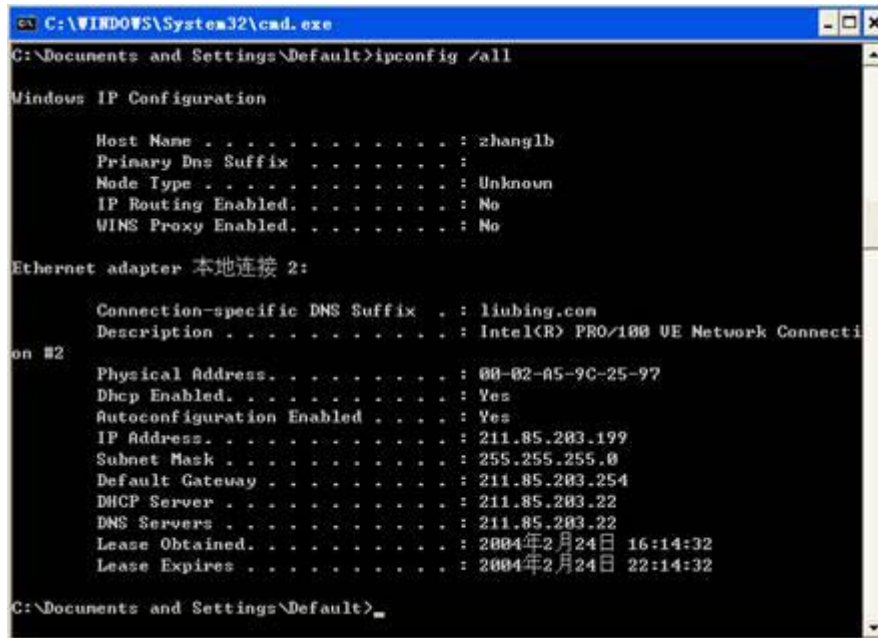 C:\WINDOWS\System32\cmd.exe
C:\Documents and Settings\Default>ipconfig /all
Windows IP Configuration
Host Name . . . . . . . . . . . . : zhanglb
Primary Dns Suffix  . . . . . . . :
Node Type . . . . . . . . . . . . : Unknown
IP Routing Enabled. . . . . . . . : No
WINS Proxy Enabled. . . . . . . . : No
Ethernet adapter 本地连接 2:
Connection-specific DNS Suffix  . : liubing.com
Description . . . . . . . . . . . : Intel(R) PRO/100 VE Network Connecti
on #2
Physical Address. . . . . . . . . : 00-02-A5-9C-25-97
Dhcp Enabled. . . . . . . . . . . : Yes
Autoconfiguration Enabled . . . . : Yes
IP Address. . . . . . . . . . . . : 211.85.203.199
Subnet Mask . . . . . . . . . . . : 255.255.255.0
Default Gateway . . . . . . . . . : 211.85.203.254
DHCP Server . . . . . . . . . . . : 211.85.203.22
DNS Servers . . . . . . . . . . . : 211.85.203.22
Lease Obtained. . . . . . . . . . : 2004年2月24日 16:14:32
Lease Expires . . . . . . . . . . : 2004年2月24日 22:14:32
C:\Documents and Settings\Default>_